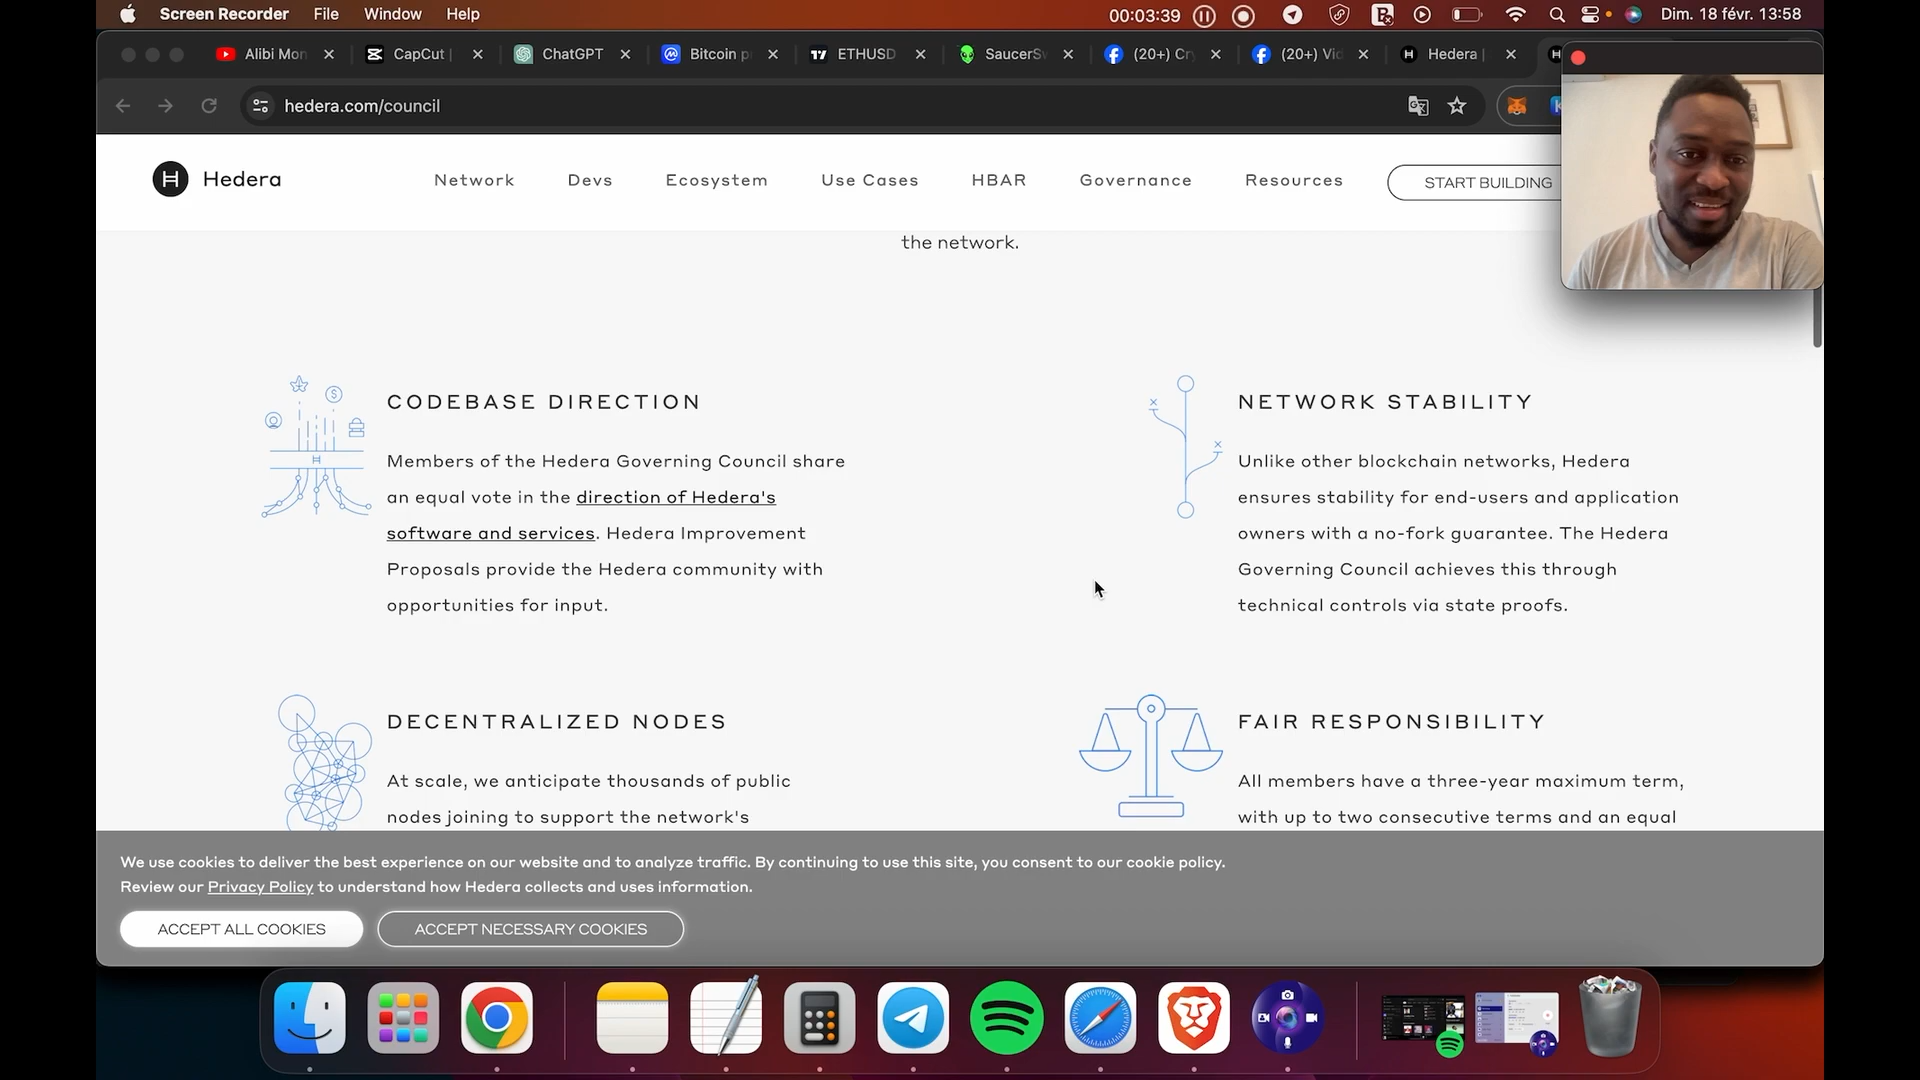 Screen Recorder File Window Help 00:03:39 Dim. 18 févr. 13:58
Alibi Mon CapCut | ChatGPT Bitcoin p ETHUSD SaucerSw (20+) Cr (20+) Vid Hedera |
hedera.com/council
Hedera Network Devs Ecosystem Use Cases HBAR Governance Resources START BUILDING
the network.
CODEBASE DIRECTION
Members of the Hedera Governing Council share
an equal vote in the direction of Hedera's
software and services. Hedera Improvement
Proposals provide the Hedera community with
opportunities for input.
NETWORK STABILITY
Unlike other blockchain networks, Hedera
ensures stability for end-users and application
owners with a no-fork guarantee. The Hedera
Governing Council achieves this through
technical controls via state proofs.
DECENTRALIZED NODES
At scale, we anticipate thousands of public
nodes joining to support the network's
FAIR RESPONSIBILITY
All members have a three-year maximum term,
with up to two consecutive terms and an equal
We use cookies to deliver the best experience on our website and to analyze traffic. By continuing to use this site, you consent to our cookie policy.
Review our Privacy Policy to understand how Hedera collects and uses information.
ACCEPT ALL COOKIES ACCEPT NECESSARY COOKIES